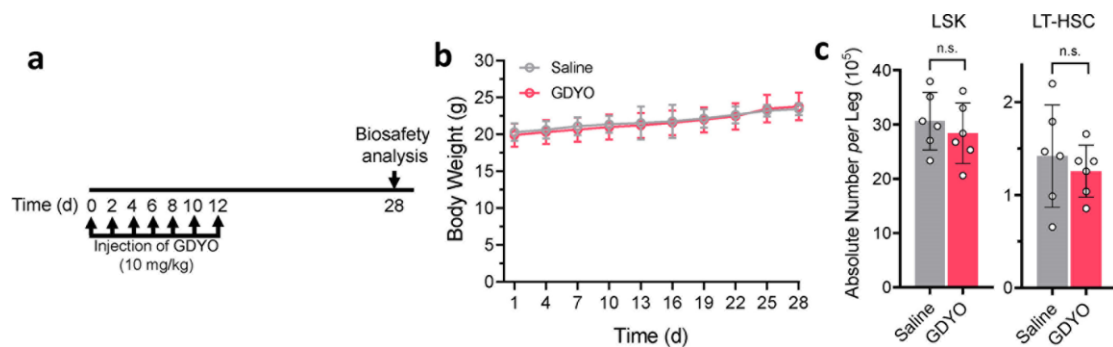 a
Biosafety
analysis
Time (d) 0 2 4 6 8 10 12 28
Injection of GDYO
(10 mg/kg)
b
Saline
GDYO
Body Weight (g)
30
25
20
15
10
5
0
1 4 7 10 13 16 19 22 25 28
Time (d)
c
LSK
n.s.
Absolute Number per Leg (10⁵)
40
30
20
10
0
Saline
GDYO
LT-HSC
n.s.
2
1
0
Saline
GDYO